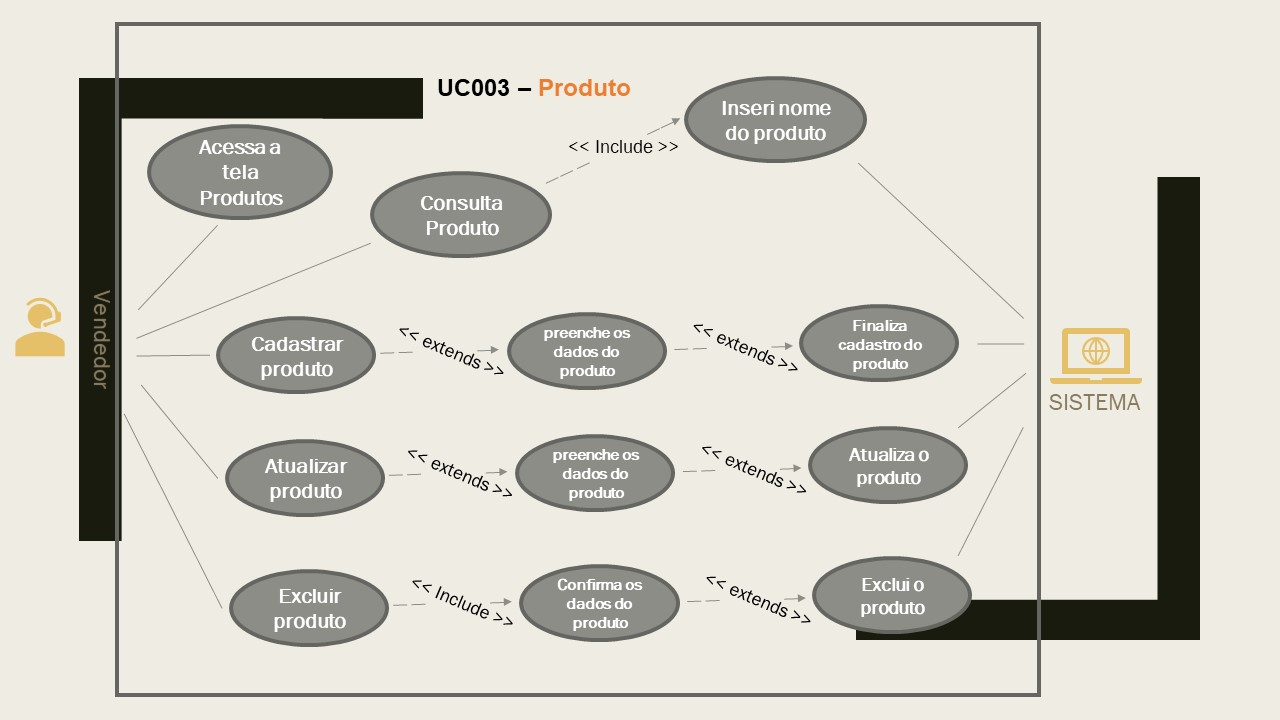 UC003 – Produto
Inseri nome
do produto
<< Include >>
Acessa a
tela
Produtos
Consulta
Produto
Vendedor
Cadastrar
produto
<< extends >>
preenche os
dados do
produto
<< extends >>
Finaliza
cadastro do
produto
SISTEMA
Atualizar
produto
<< extends >>
preenche os
dados do
produto
<< extends >>
Atualiza o
produto
Excluir
produto
<< Include >>
Confirma os
dados do
produto
<< extends >>
Exclui o
produto